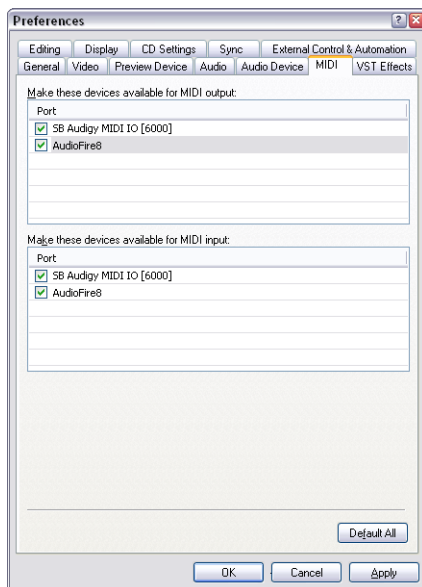 Preferences
Editing Display CD Settings Sync External Control & Automation
General Video Preview Device Audio Audio Device MIDI VST Effects
Make these devices available for MIDI output:
Port
SB Audigy MIDI IO [6000]
AudioFire8
Make these devices available for MIDI input:
Port
SB Audigy MIDI IO [6000]
AudioFire8
Default All
OK Cancel Apply